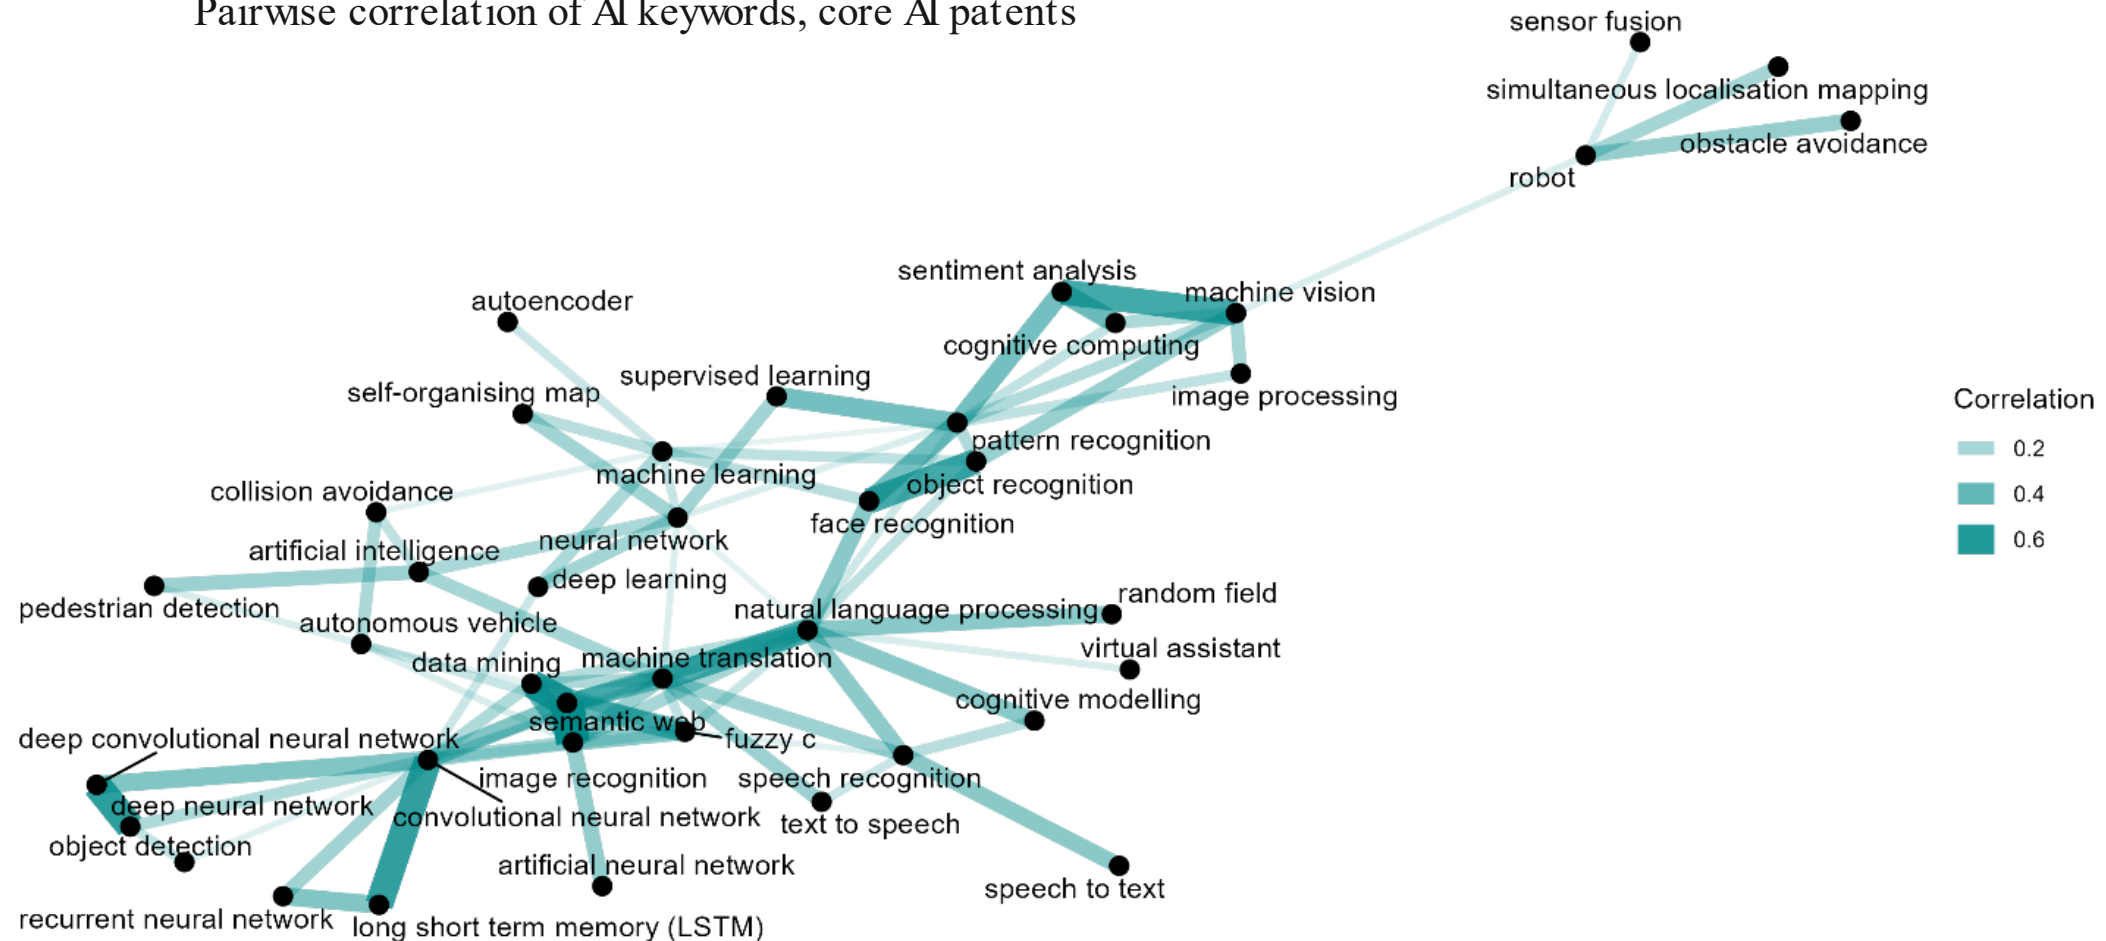 Pairwise correlation of AI keywords, core AI patents
sensor fusion
simultaneous localisation mapping
obstacle avoidance
robot
sentiment analysis
machine vision
autoencoder
cognitive computing
supervised learning
self-organising map
image processing
Correlation
pattern recognition
0.2
machine learning
object recognition
collision avoidance
0.4
face recognition
neural network
0.6
artificial intelligence
deep learning
random field
pedestrian detection
natural language processing
autonomous vehicle
virtual assistant
data mining
machine translation
cognitive modelling
semantic web
deep convolutional neural network
fuzzy c
image recognition
speech recognition
deep neural network
convolutional neural network
text to speech
object detection
artificial neural network
speech to text
recurrent neural network
long short term memory (LSTM)